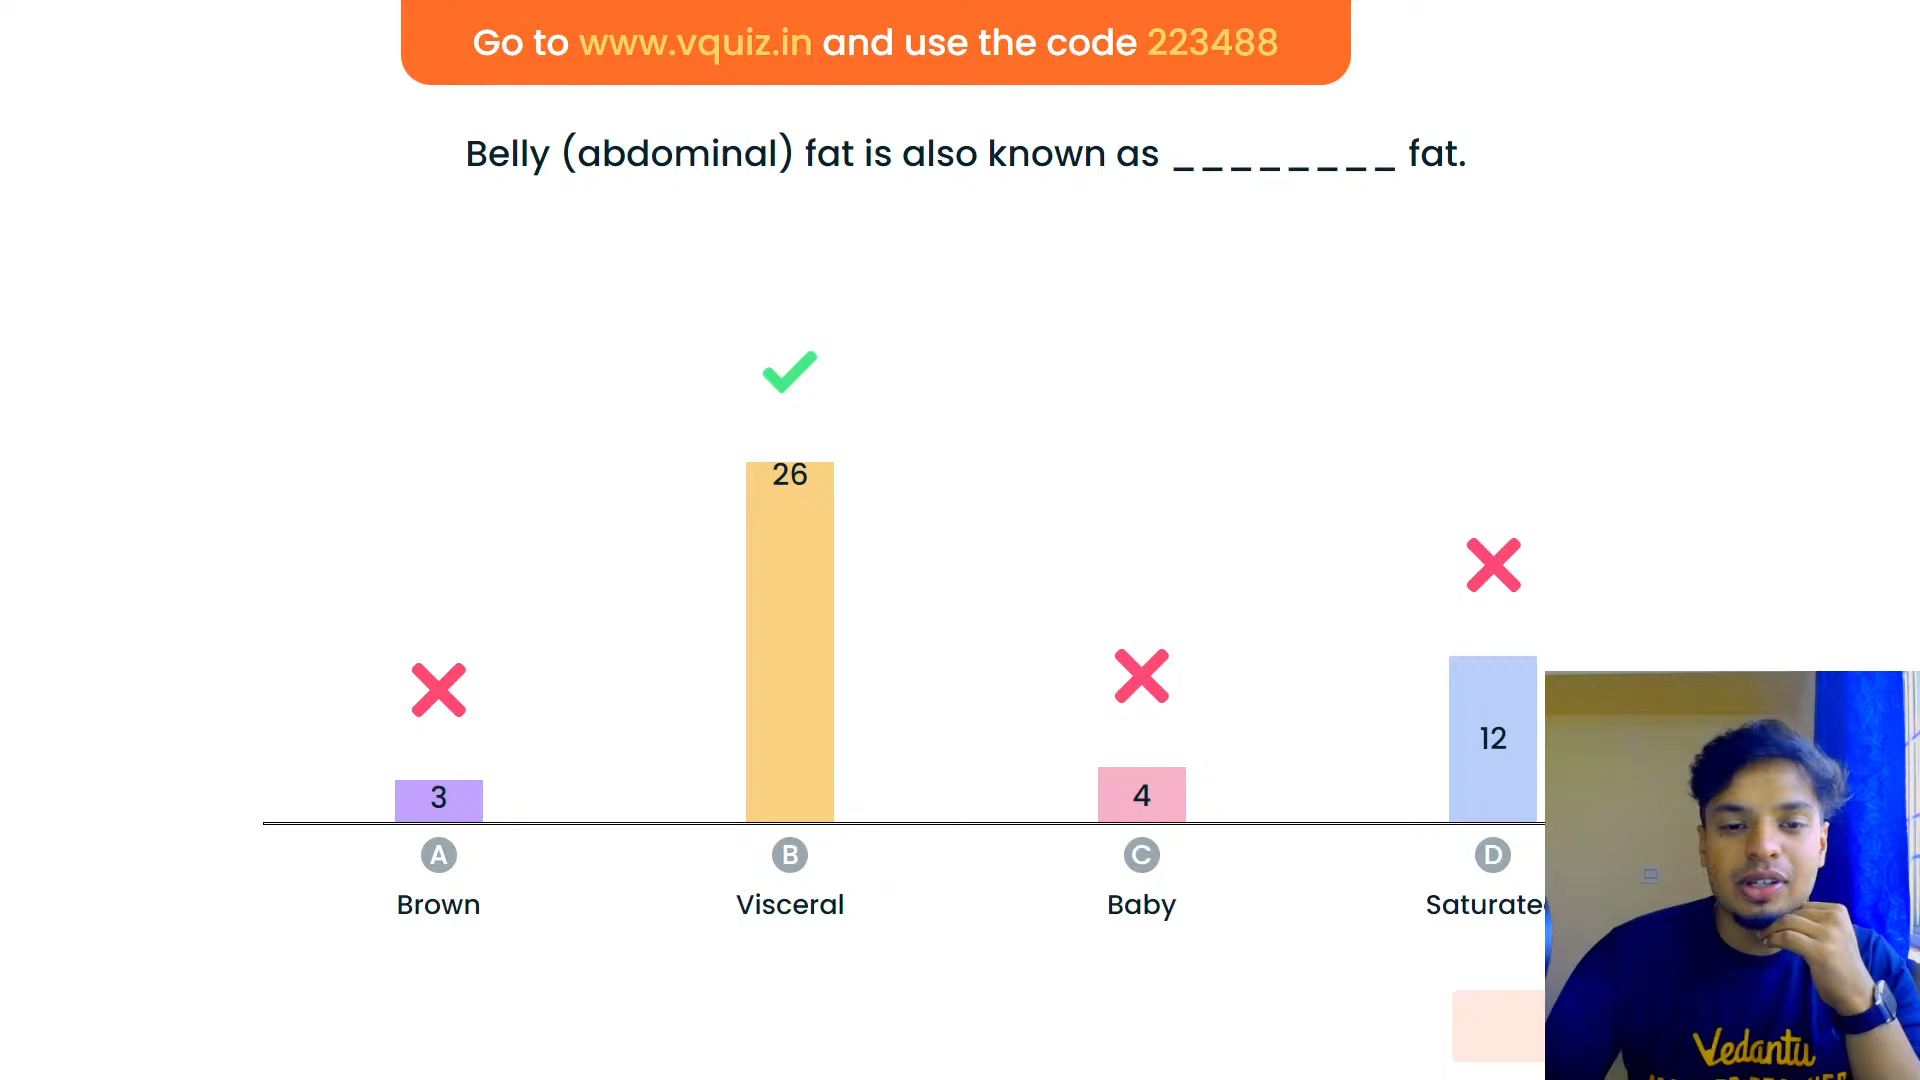 Go to www.vquiz.in and use the code 223488
Belly (abdominal) fat is also known as ________ fat.
26
12
3
4
A
B
C
D
Brown
Visceral
Baby
Saturate
Vedantu